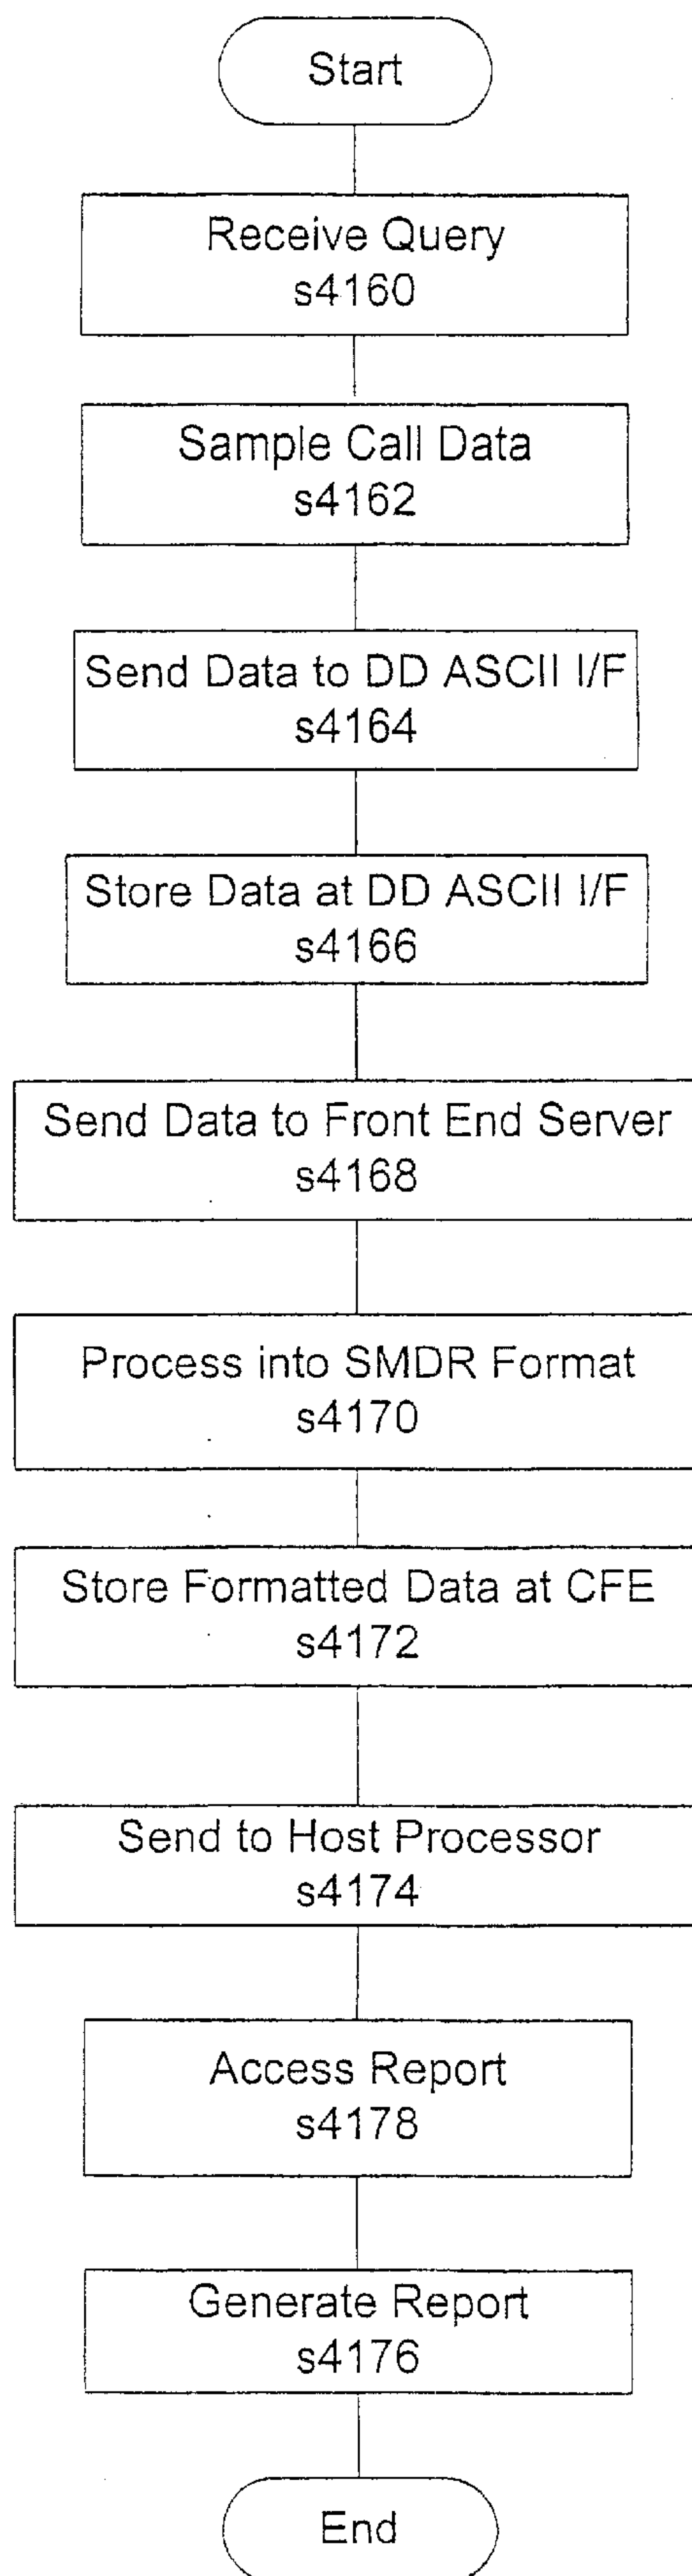 Start
Receive Query
s4160
Sample Call Data
s4162
Send Data to DD ASCII I/F
s4164
Store Data at DD ASCII I/F
s4166
Send Data to Front End Server
s4168
Process into SMDR Format
s4170
Store Formatted Data at CFE
s4172
Send to Host Processor
s4174
Access Report
s4178
Generate Report
s4176
End